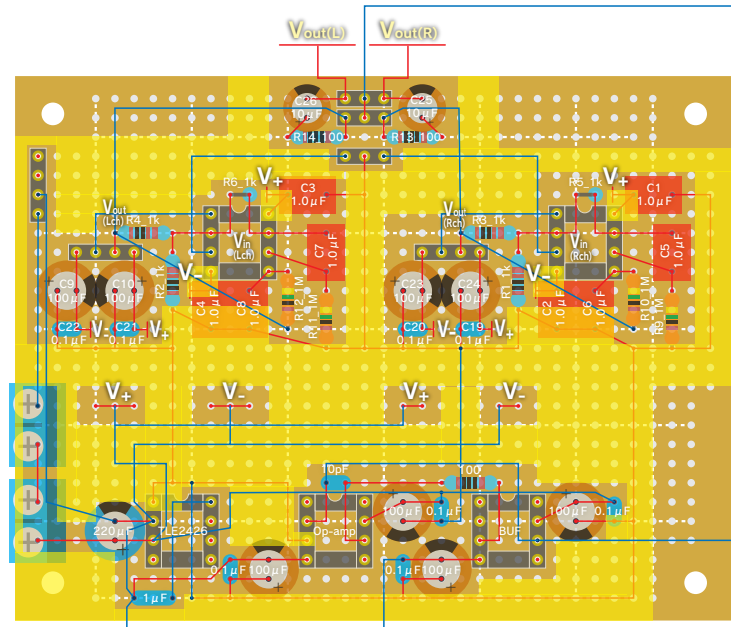 Vout(L) Vout(R)
C26
10μF
C25
10μF
R14 100
R13 100
R6 1k
V+
C3
1.0μF
R5 1k
V+
C1
1.0μF
Vout
(Lch)
R4 1k
Vin
(Lch)
C7
1.0μF
Vout
(Rch)
R3 1k
Vin
(Rch)
C5
1.0μF
C9
100μF
C10
100μF
V-
R2 1k
C4
1.0μF
C8
1.0μF
R12 1M
R11 1M
C23
100μF
C24
100μF
V-
C2
1.0μF
C6
1.0μF
R10 1M
R9 1M
C22
0.1μF
V-
C21
0.1μF
V+
C20
0.1μF
V-
C19
0.1μF
V+
V+
V-
V+
V-
10pF
100
220μF
TLE2426
Op-amp
100μF
0.1μF
BUF
100μF
0.1μF
0.1μF
100μF
0.1μF
100μF
1μF